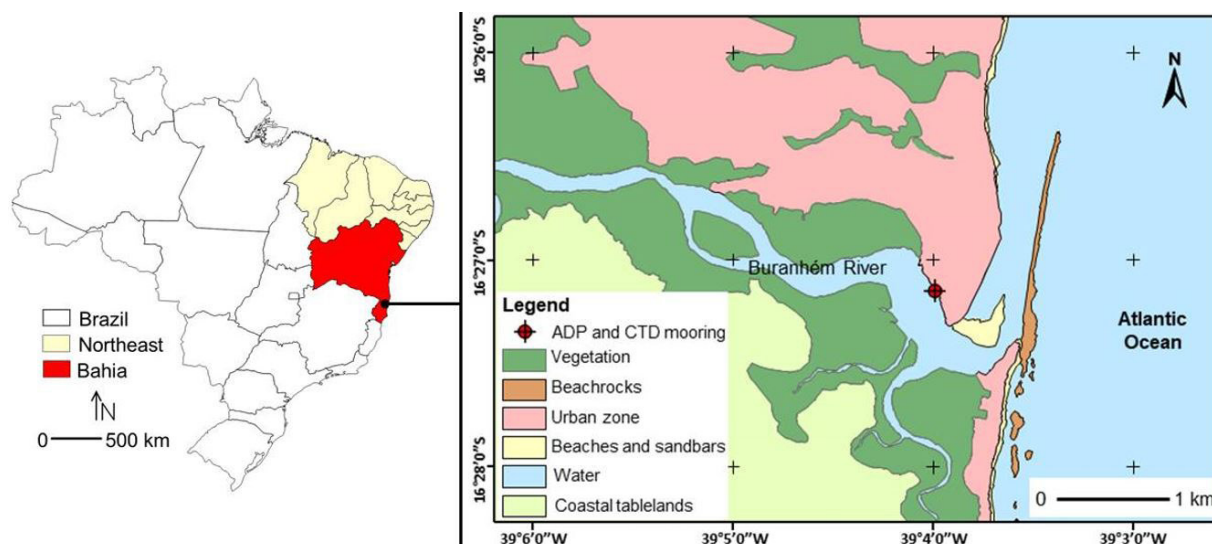 Brazil
Northeast
Bahia
N
0 500 km
16°26'0"S
16°27'0"S
16°28'0"S
N
Buranhém River
Atlantic
Ocean
Legend
ADP and CTD mooring
Vegetation
Beachrocks
Urban zone
Beaches and sandbars
Water
Coastal tablelands
0 1 km
39°6'0"W 39°5'0"W 39°4'0"W 39°3'0"W